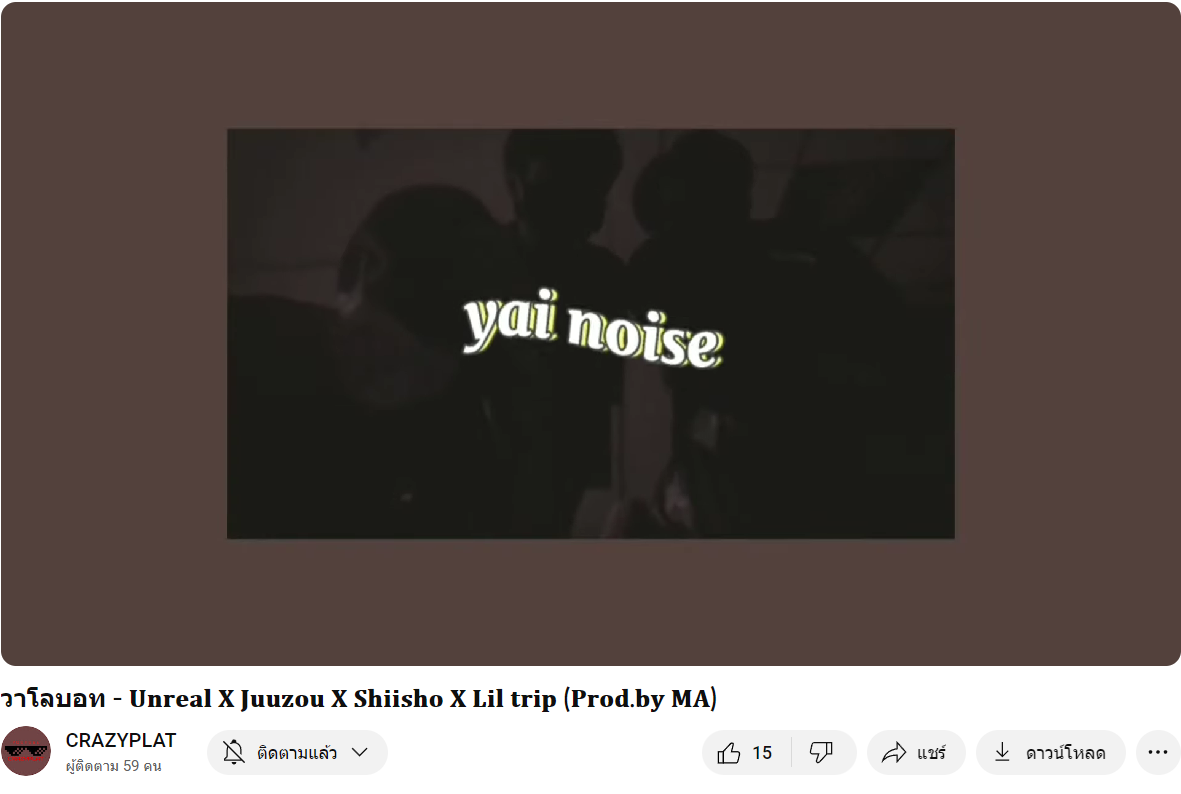 yai noise
วาโลบอท - Unreal X Juuzou X Shiisho X Lil trip (Prod.by MA)
CRAZYPLAT
ผู้ติดตาม 59 คน
ติดตามแล้ว
15
แชร์
ดาวน์โหลด